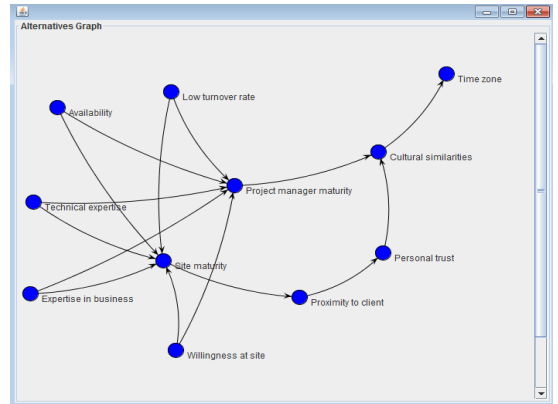 Alternatives Graph
Time zone
Low turnover rate
Availability
Cultural similarities
Project manager maturity
Technical expertise
Personal trust
Site maturity
Expertise in business
Proximity to client
Willingness at site